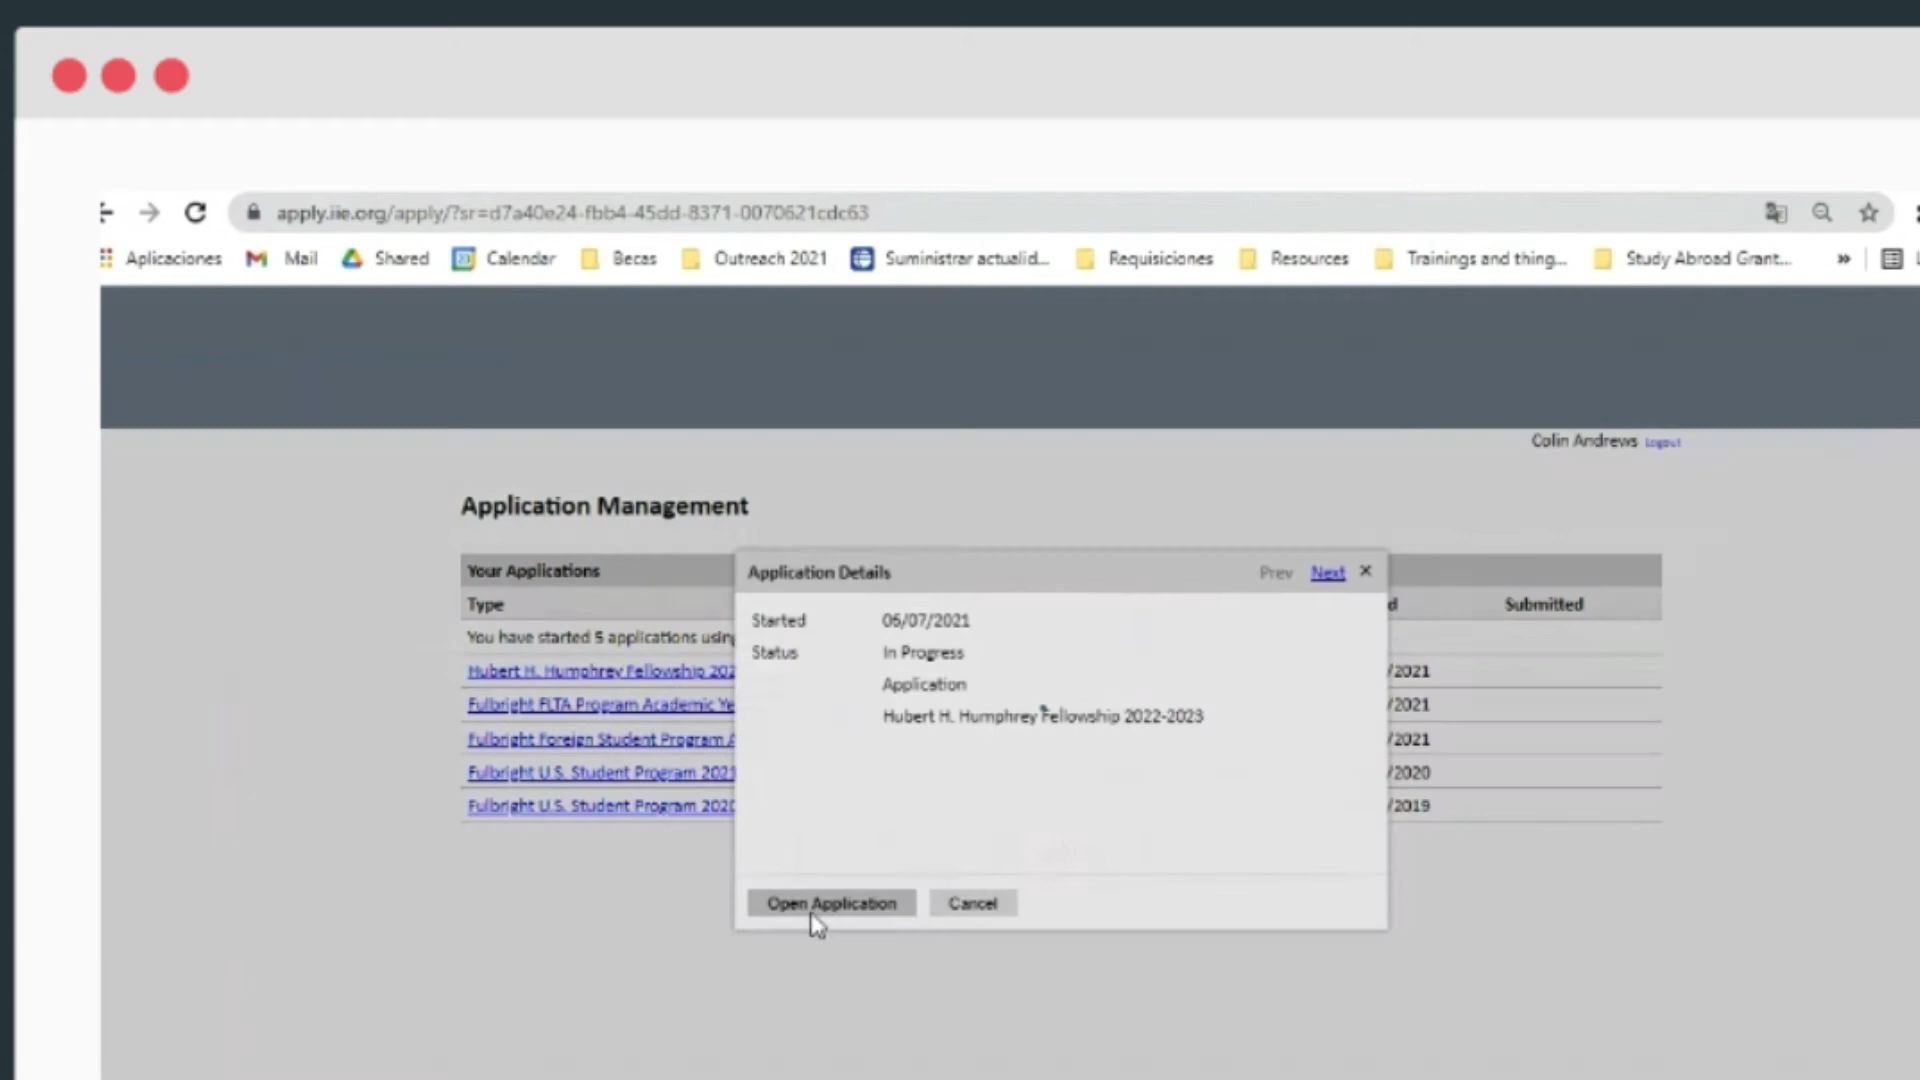 apply.iie.org/apply/?sr=d7a40e24-fbb4-45dd-8371-0070621cdc63
Aplicaciones Mail Shared Calendar Becas Outreach 2021 Suministrar actualid... Requisiciones Resources Trainings and thing... Study Abroad Grant... »
Colin Andrews Logout
Application Management
Your Applications
Type d Submitted
You have started 5 applications using
Hubert H. Humphrey Fellowship 202 /2021
Fulbright FLTA Program Academic Ye /2021
Fulbright Foreign Student Program A /2021
Fulbright U.S. Student Program 2021 /2020
Fulbright U.S. Student Program 2020 /2019
Application Details Prev Next ×
Started 06/07/2021
Status In Progress
Application
Hubert H. Humphrey Fellowship 2022-2023
Open Application Cancel